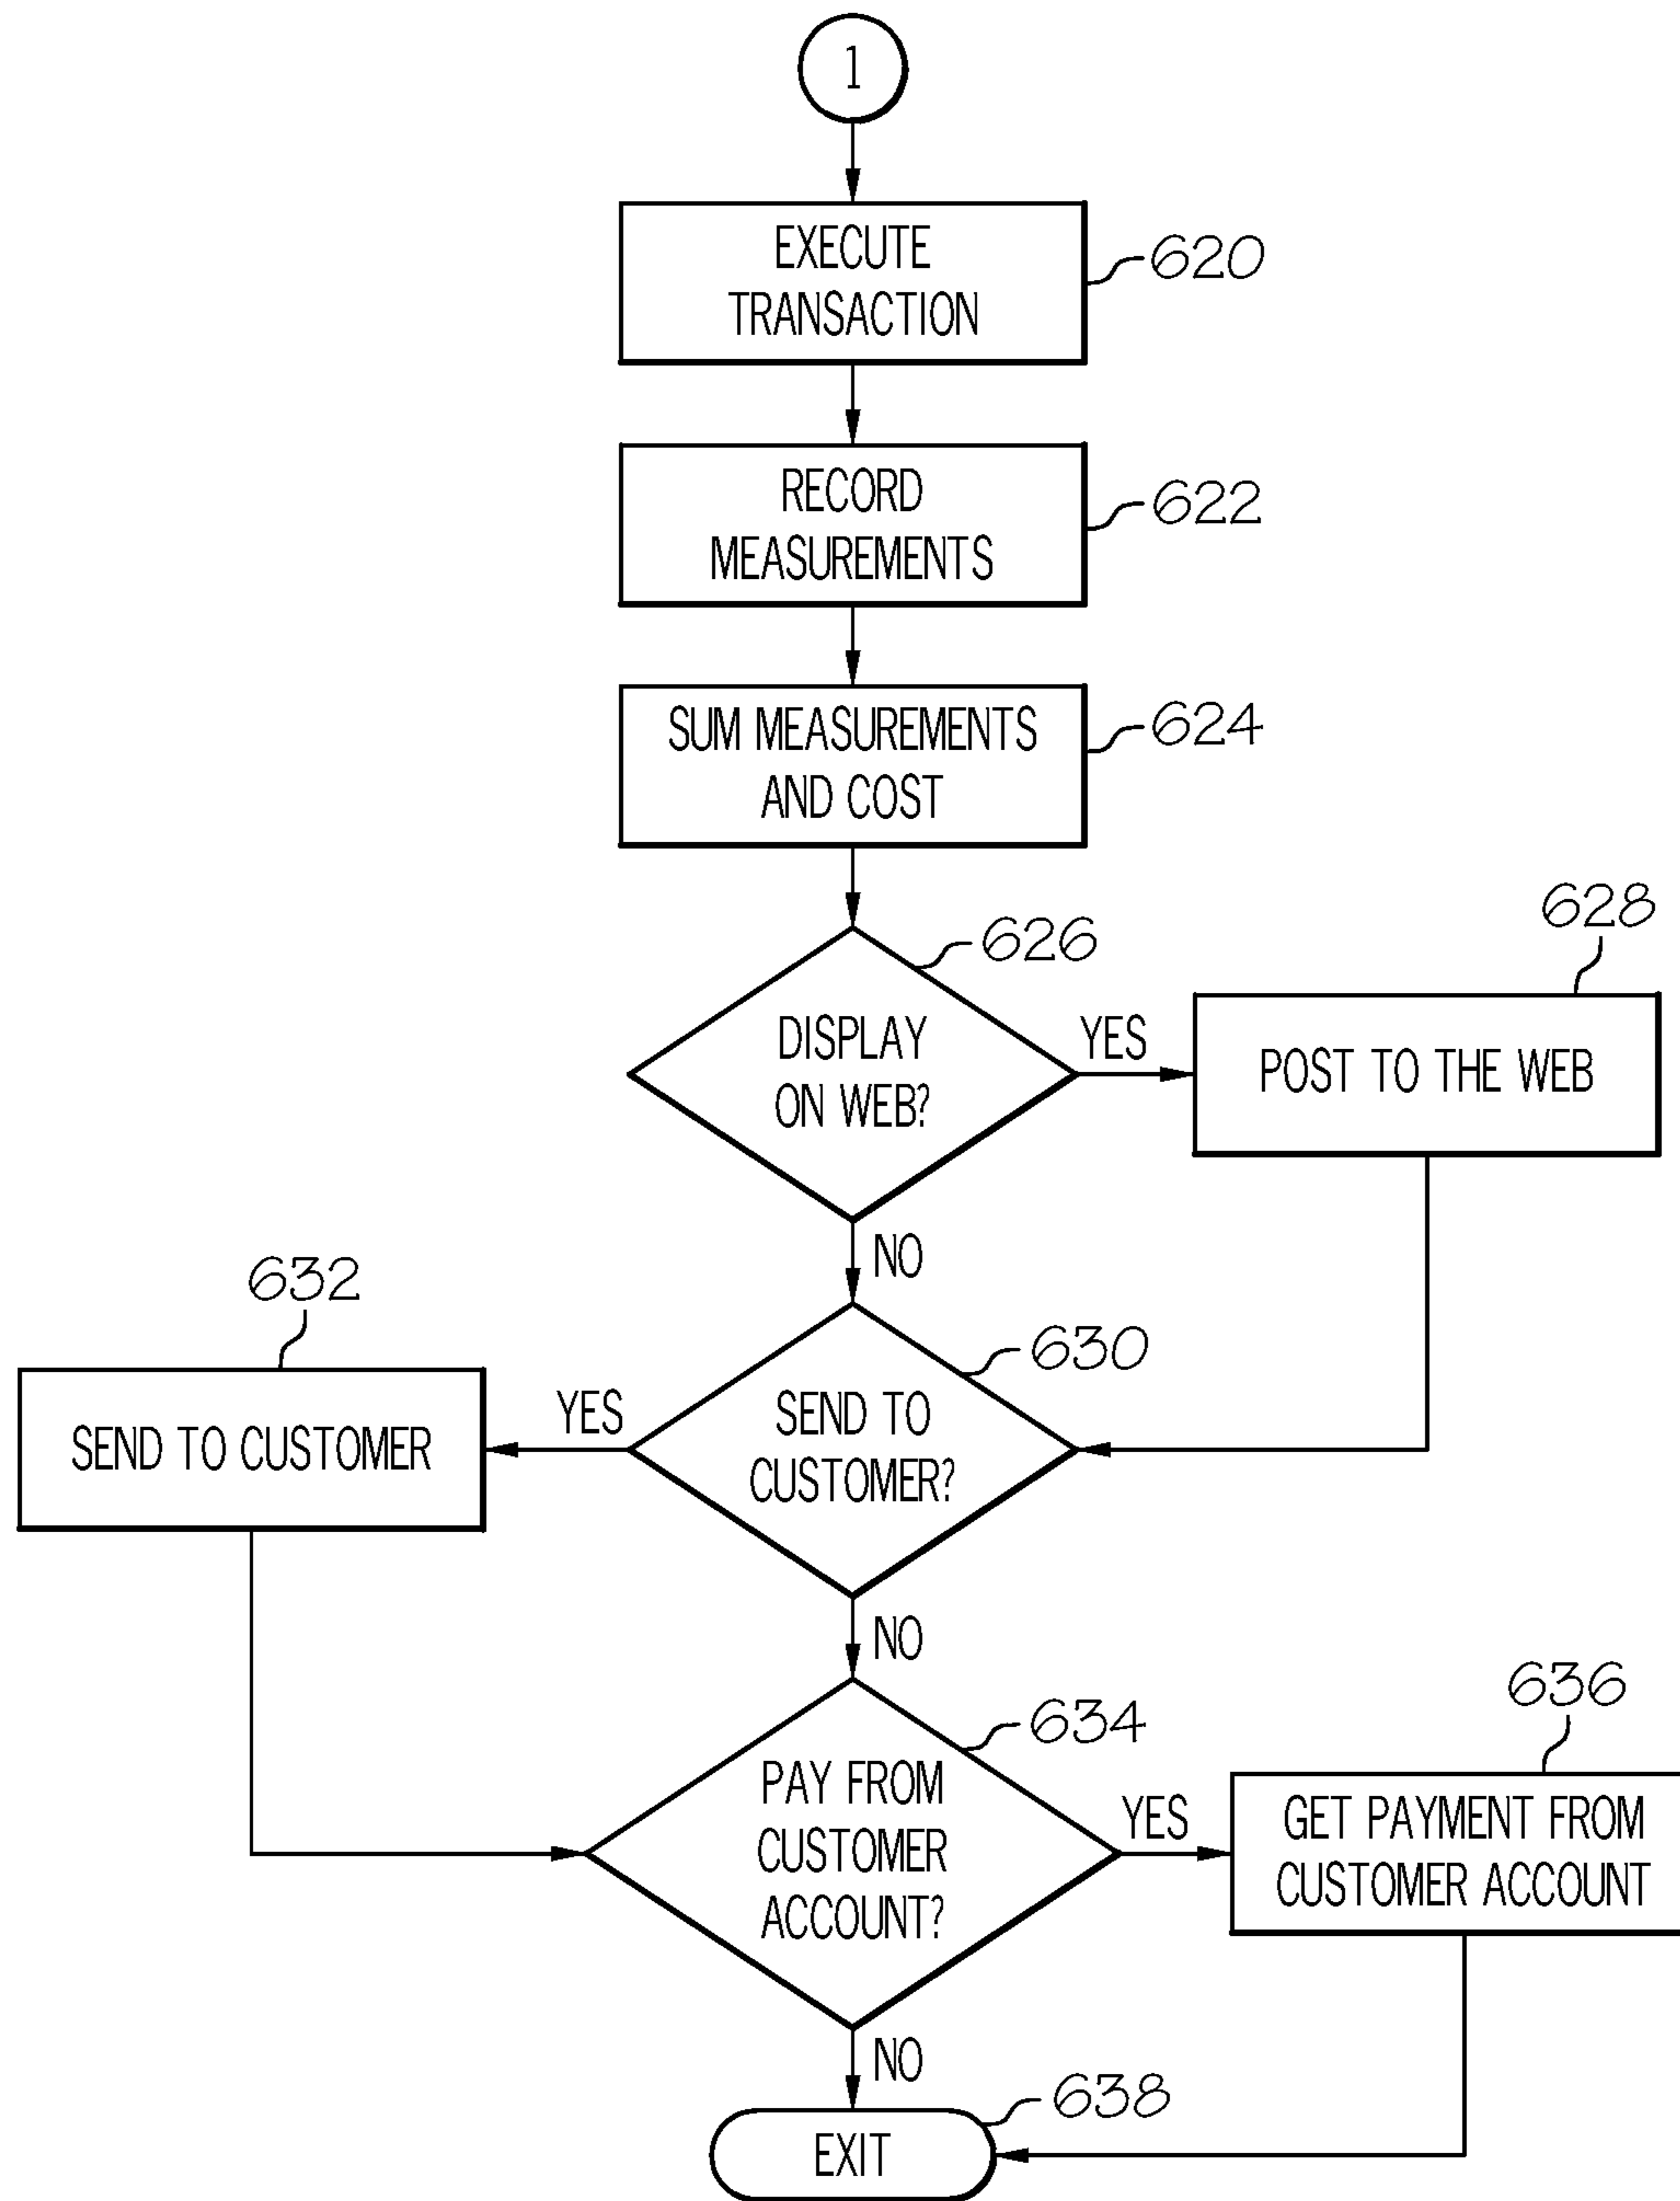 1
EXECUTE
TRANSACTION
620
RECORD
MEASUREMENTS
622
SUM MEASUREMENTS
AND COST
624
626
DISPLAY
ON WEB?
YES
628
POST TO THE WEB
NO
632
SEND TO CUSTOMER
YES
630
SEND TO
CUSTOMER?
NO
634
PAY FROM
CUSTOMER
ACCOUNT?
YES
636
GET PAYMENT FROM
CUSTOMER ACCOUNT
NO
638
EXIT